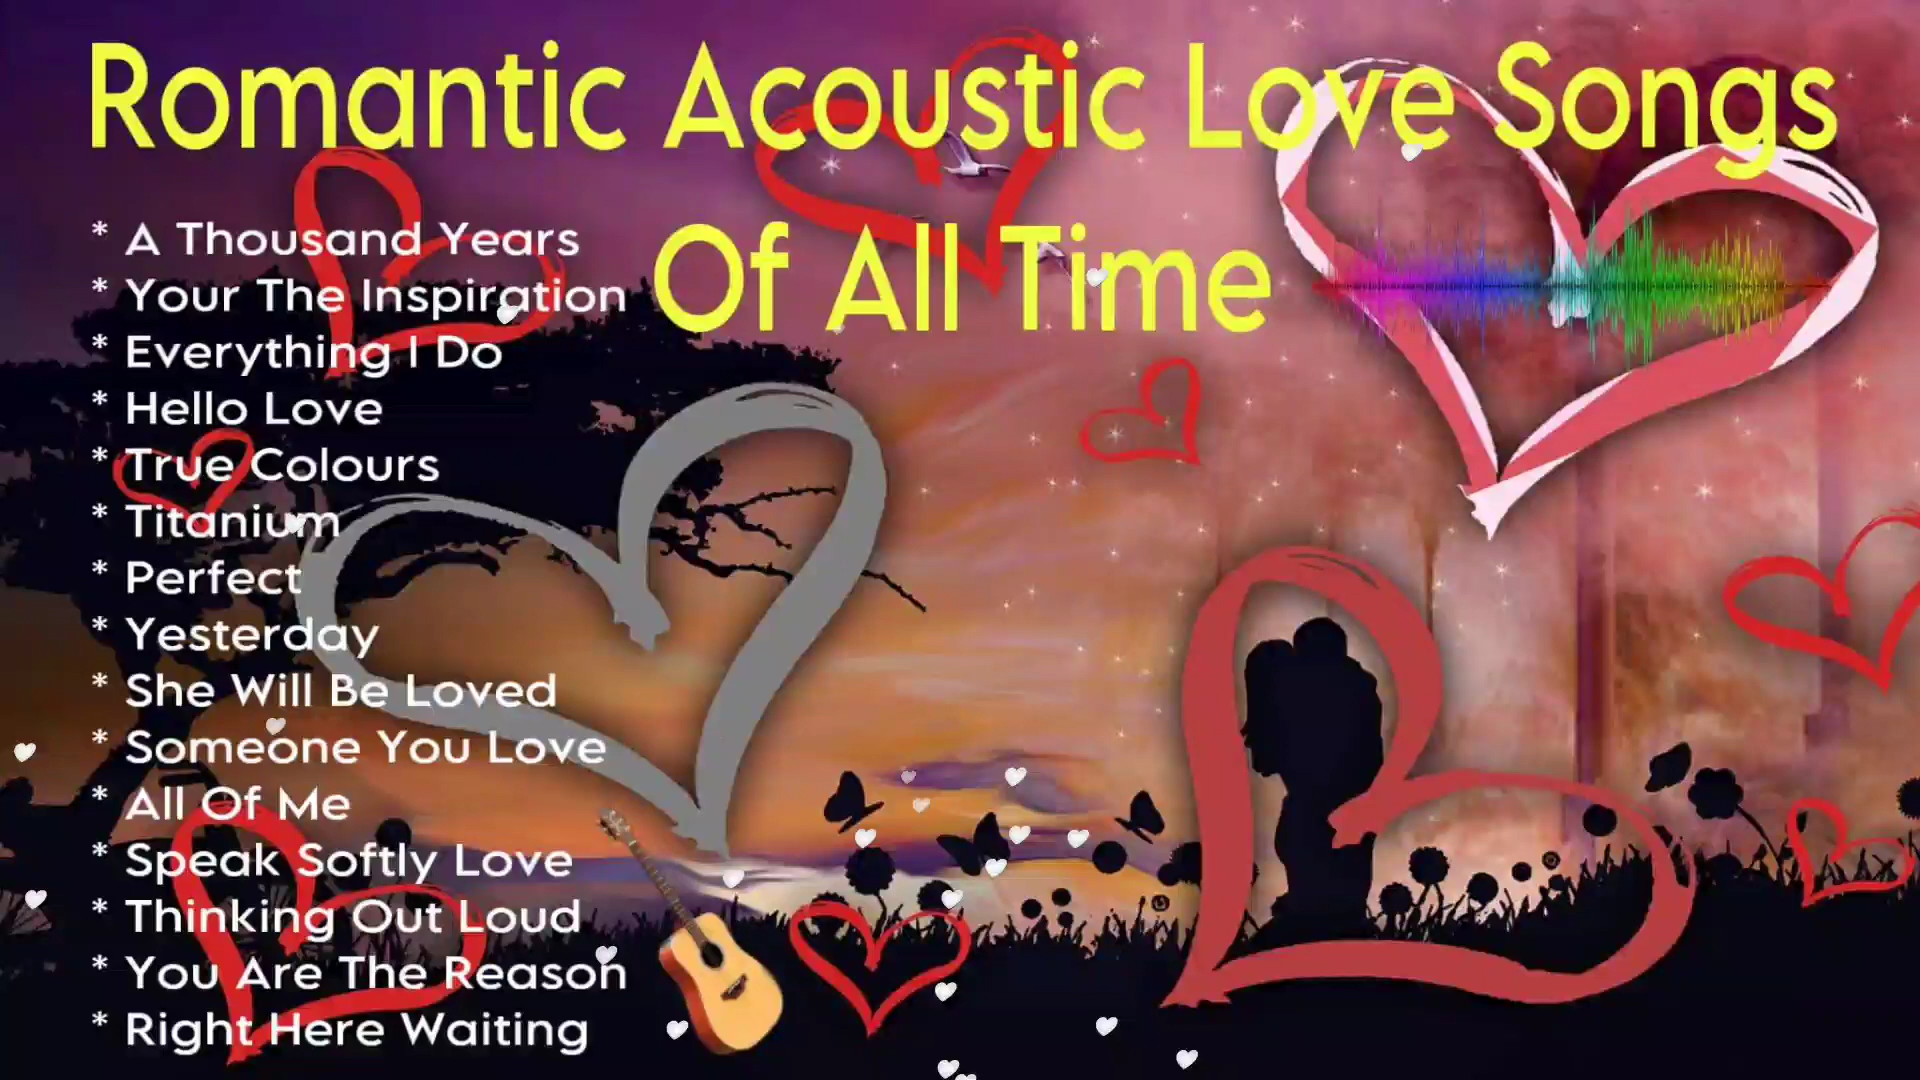 Romantic Acoustic Love Songs
Of All Time
* A Thousand Years
* Your The Inspiration
* Everything I Do
* Hello Love
* True Colours
* Titanium
* Perfect
* Yesterday
* She Will Be Loved
* Someone You Love
* All Of Me
* Speak Softly Love
* Thinking Out Loud
* You Are The Reason
* Right Here Waiting